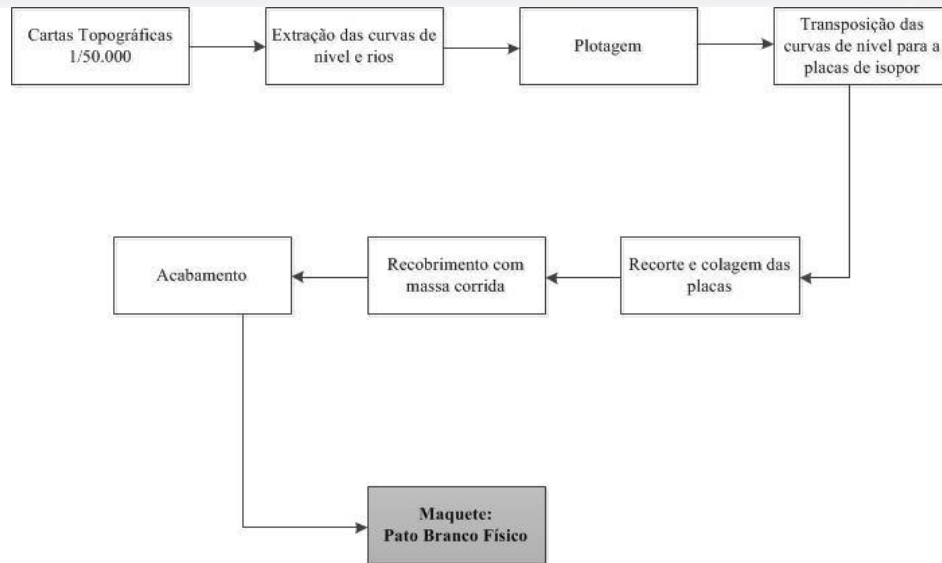 Cartas Topográficas
1/50.000
Extração das curvas de
nível e rios
Plotagem
Transposição das
curvas de nível para a
placas de isopor
Recorte e colagem das
placas
Recobrimento com
massa corrida
Acabamento
Maquete:
Pato Branco Físico